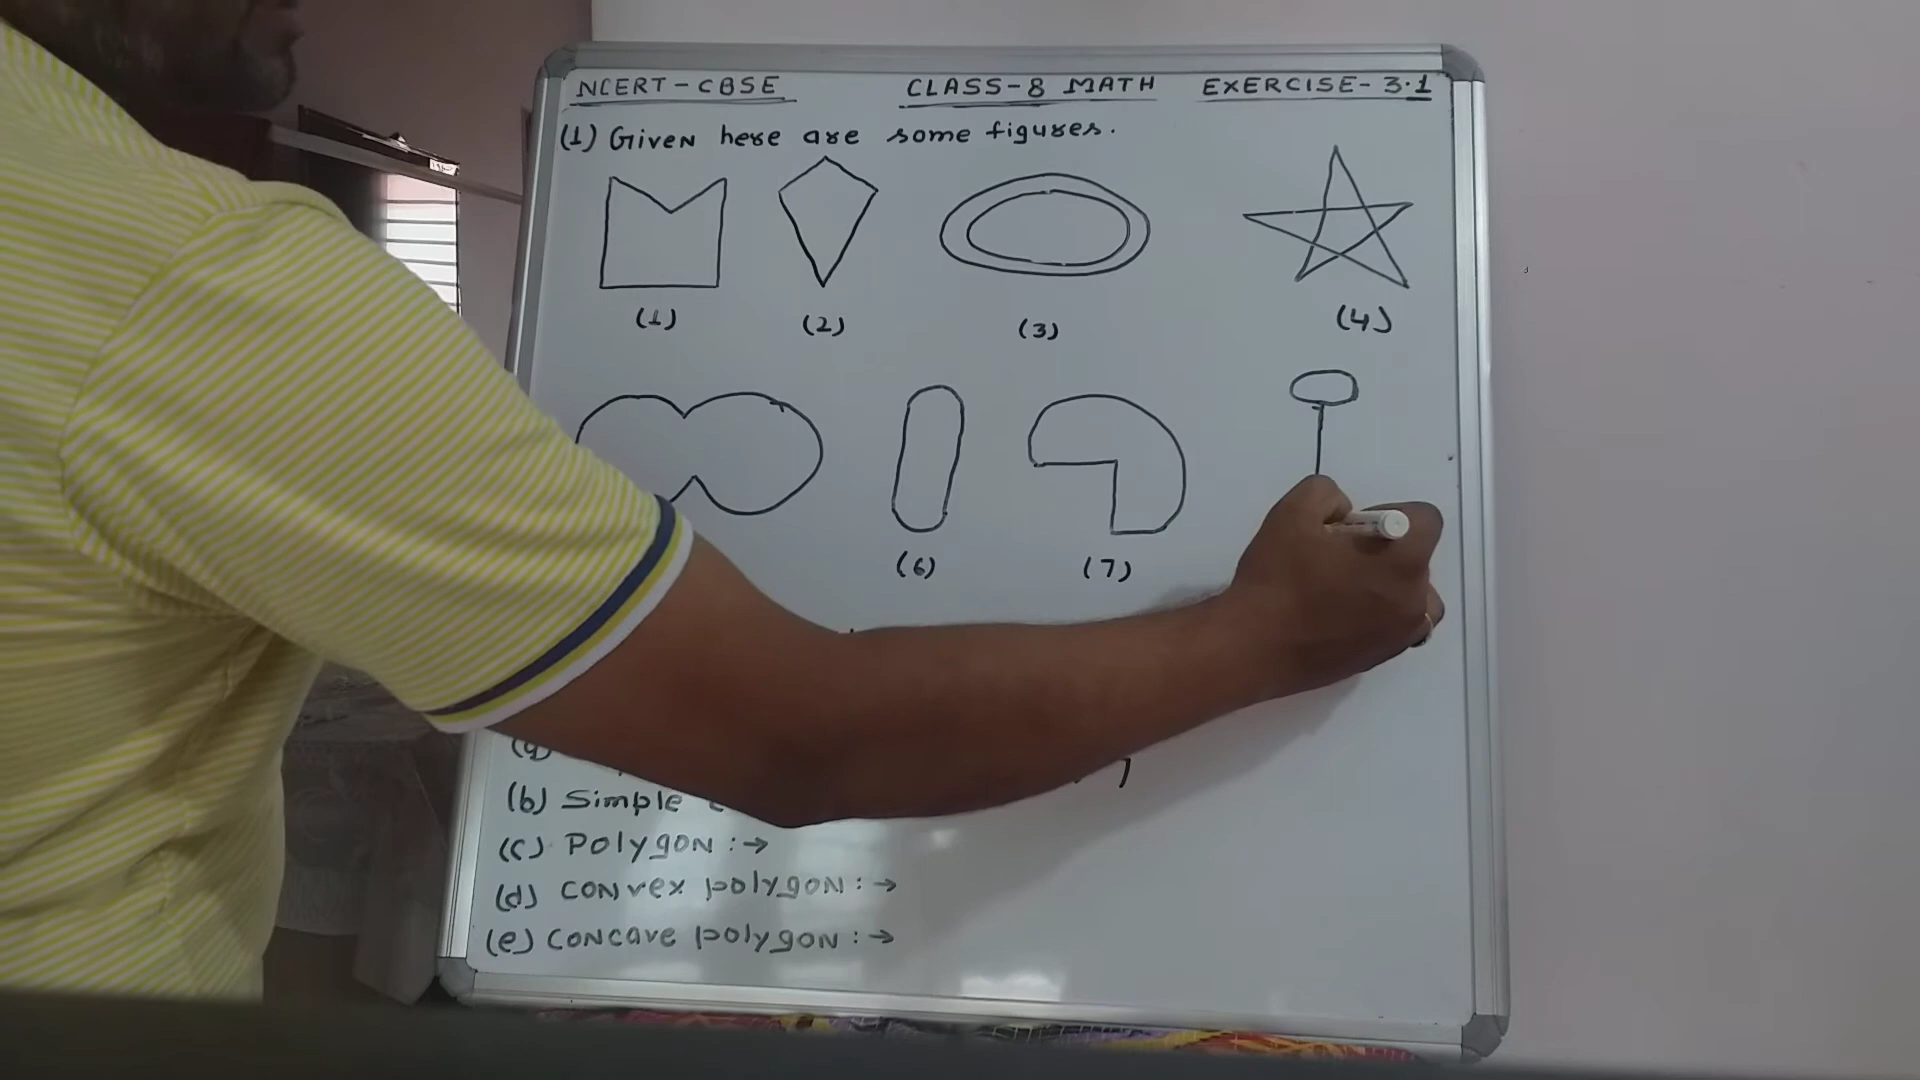 NCERT-CBSE CLASS-8 MATH EXERCISE-3.1
(1) Given here are some figures.
(1) (2) (3) (4)
(6) (7)
(a)
(b) Simple
(c) Polygon :→
(d) Convex polygon :→
(e) Concave polygon :→